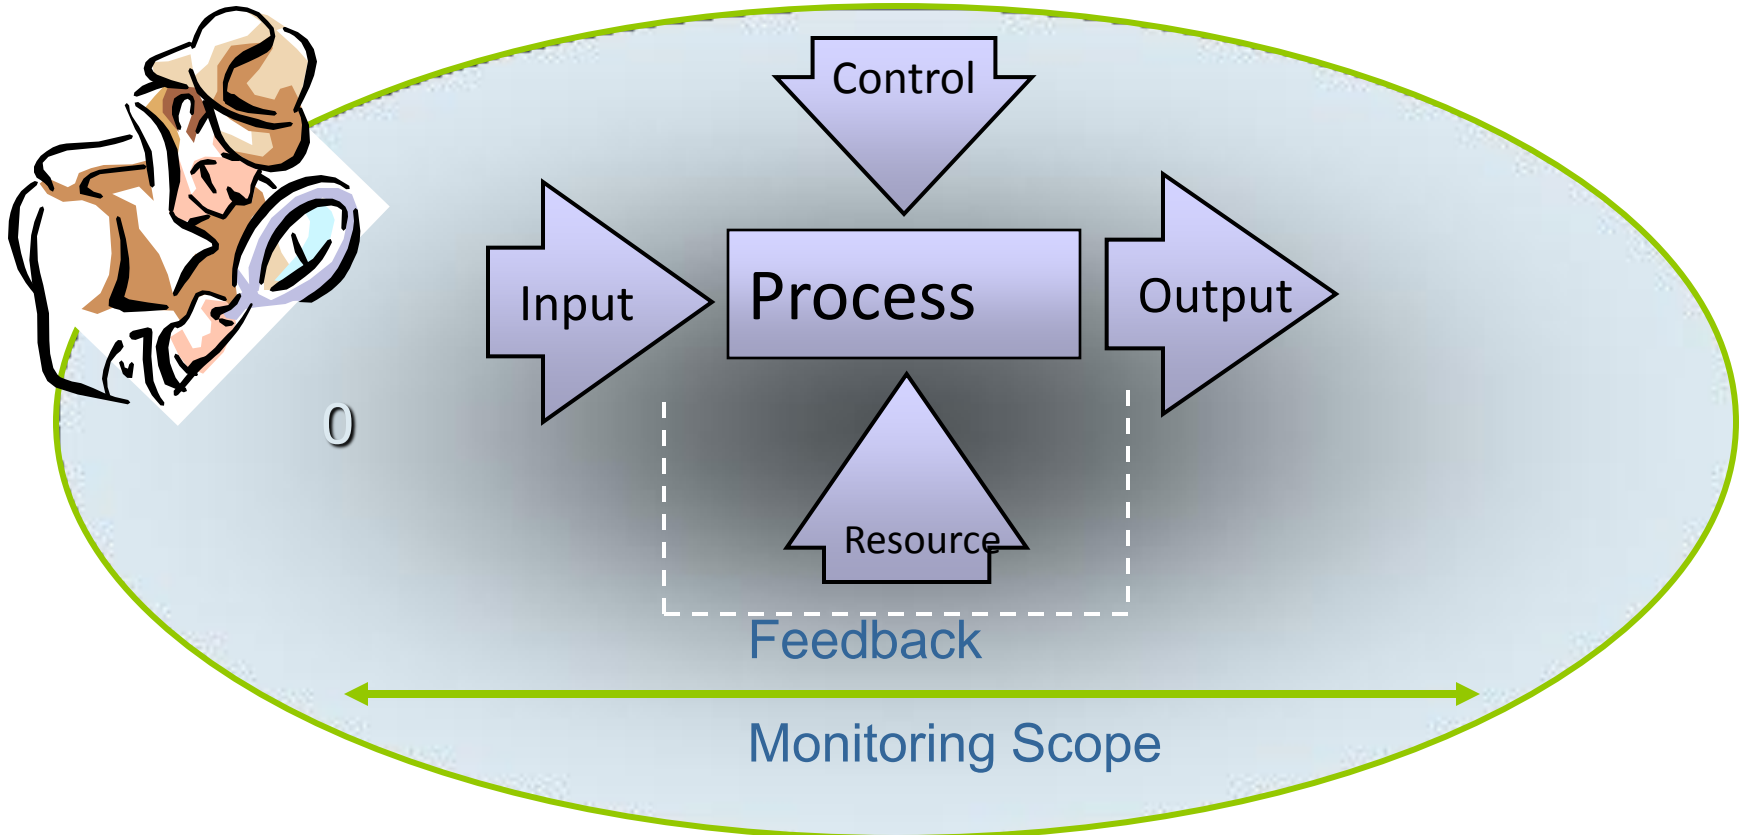 Control
Input
Process
Output
0
Resource
Feedback
Monitoring Scope